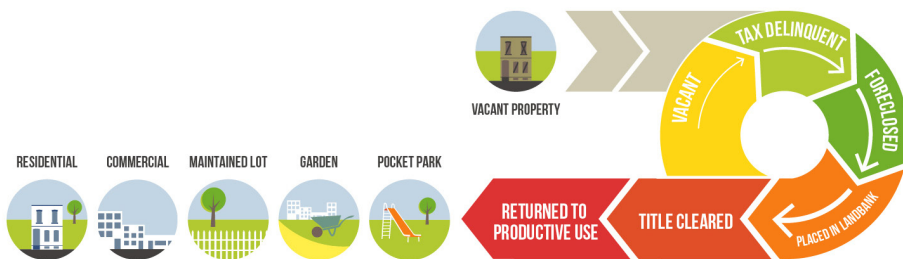 VACANT PROPERTY
VACANT
TAX DELINQUENT
FORECLOSED
PLACED IN LANDBANK
TITLE CLEARED
RETURNED TO
PRODUCTIVE USE
RESIDENTIAL
COMMERCIAL
MAINTAINED LOT
GARDEN
POCKET PARK